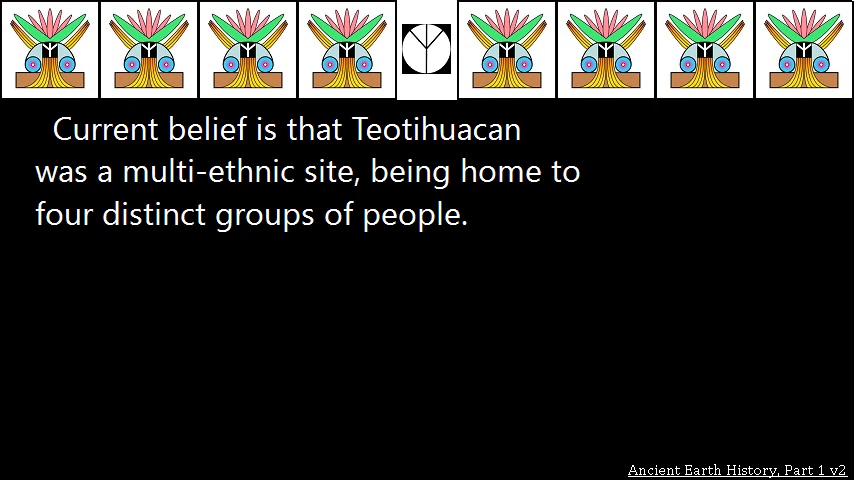 Current belief is that Teotihuacan
was a multi-ethnic site, being home to
four distinct groups of people.
Ancient Earth History, Part 1 v2